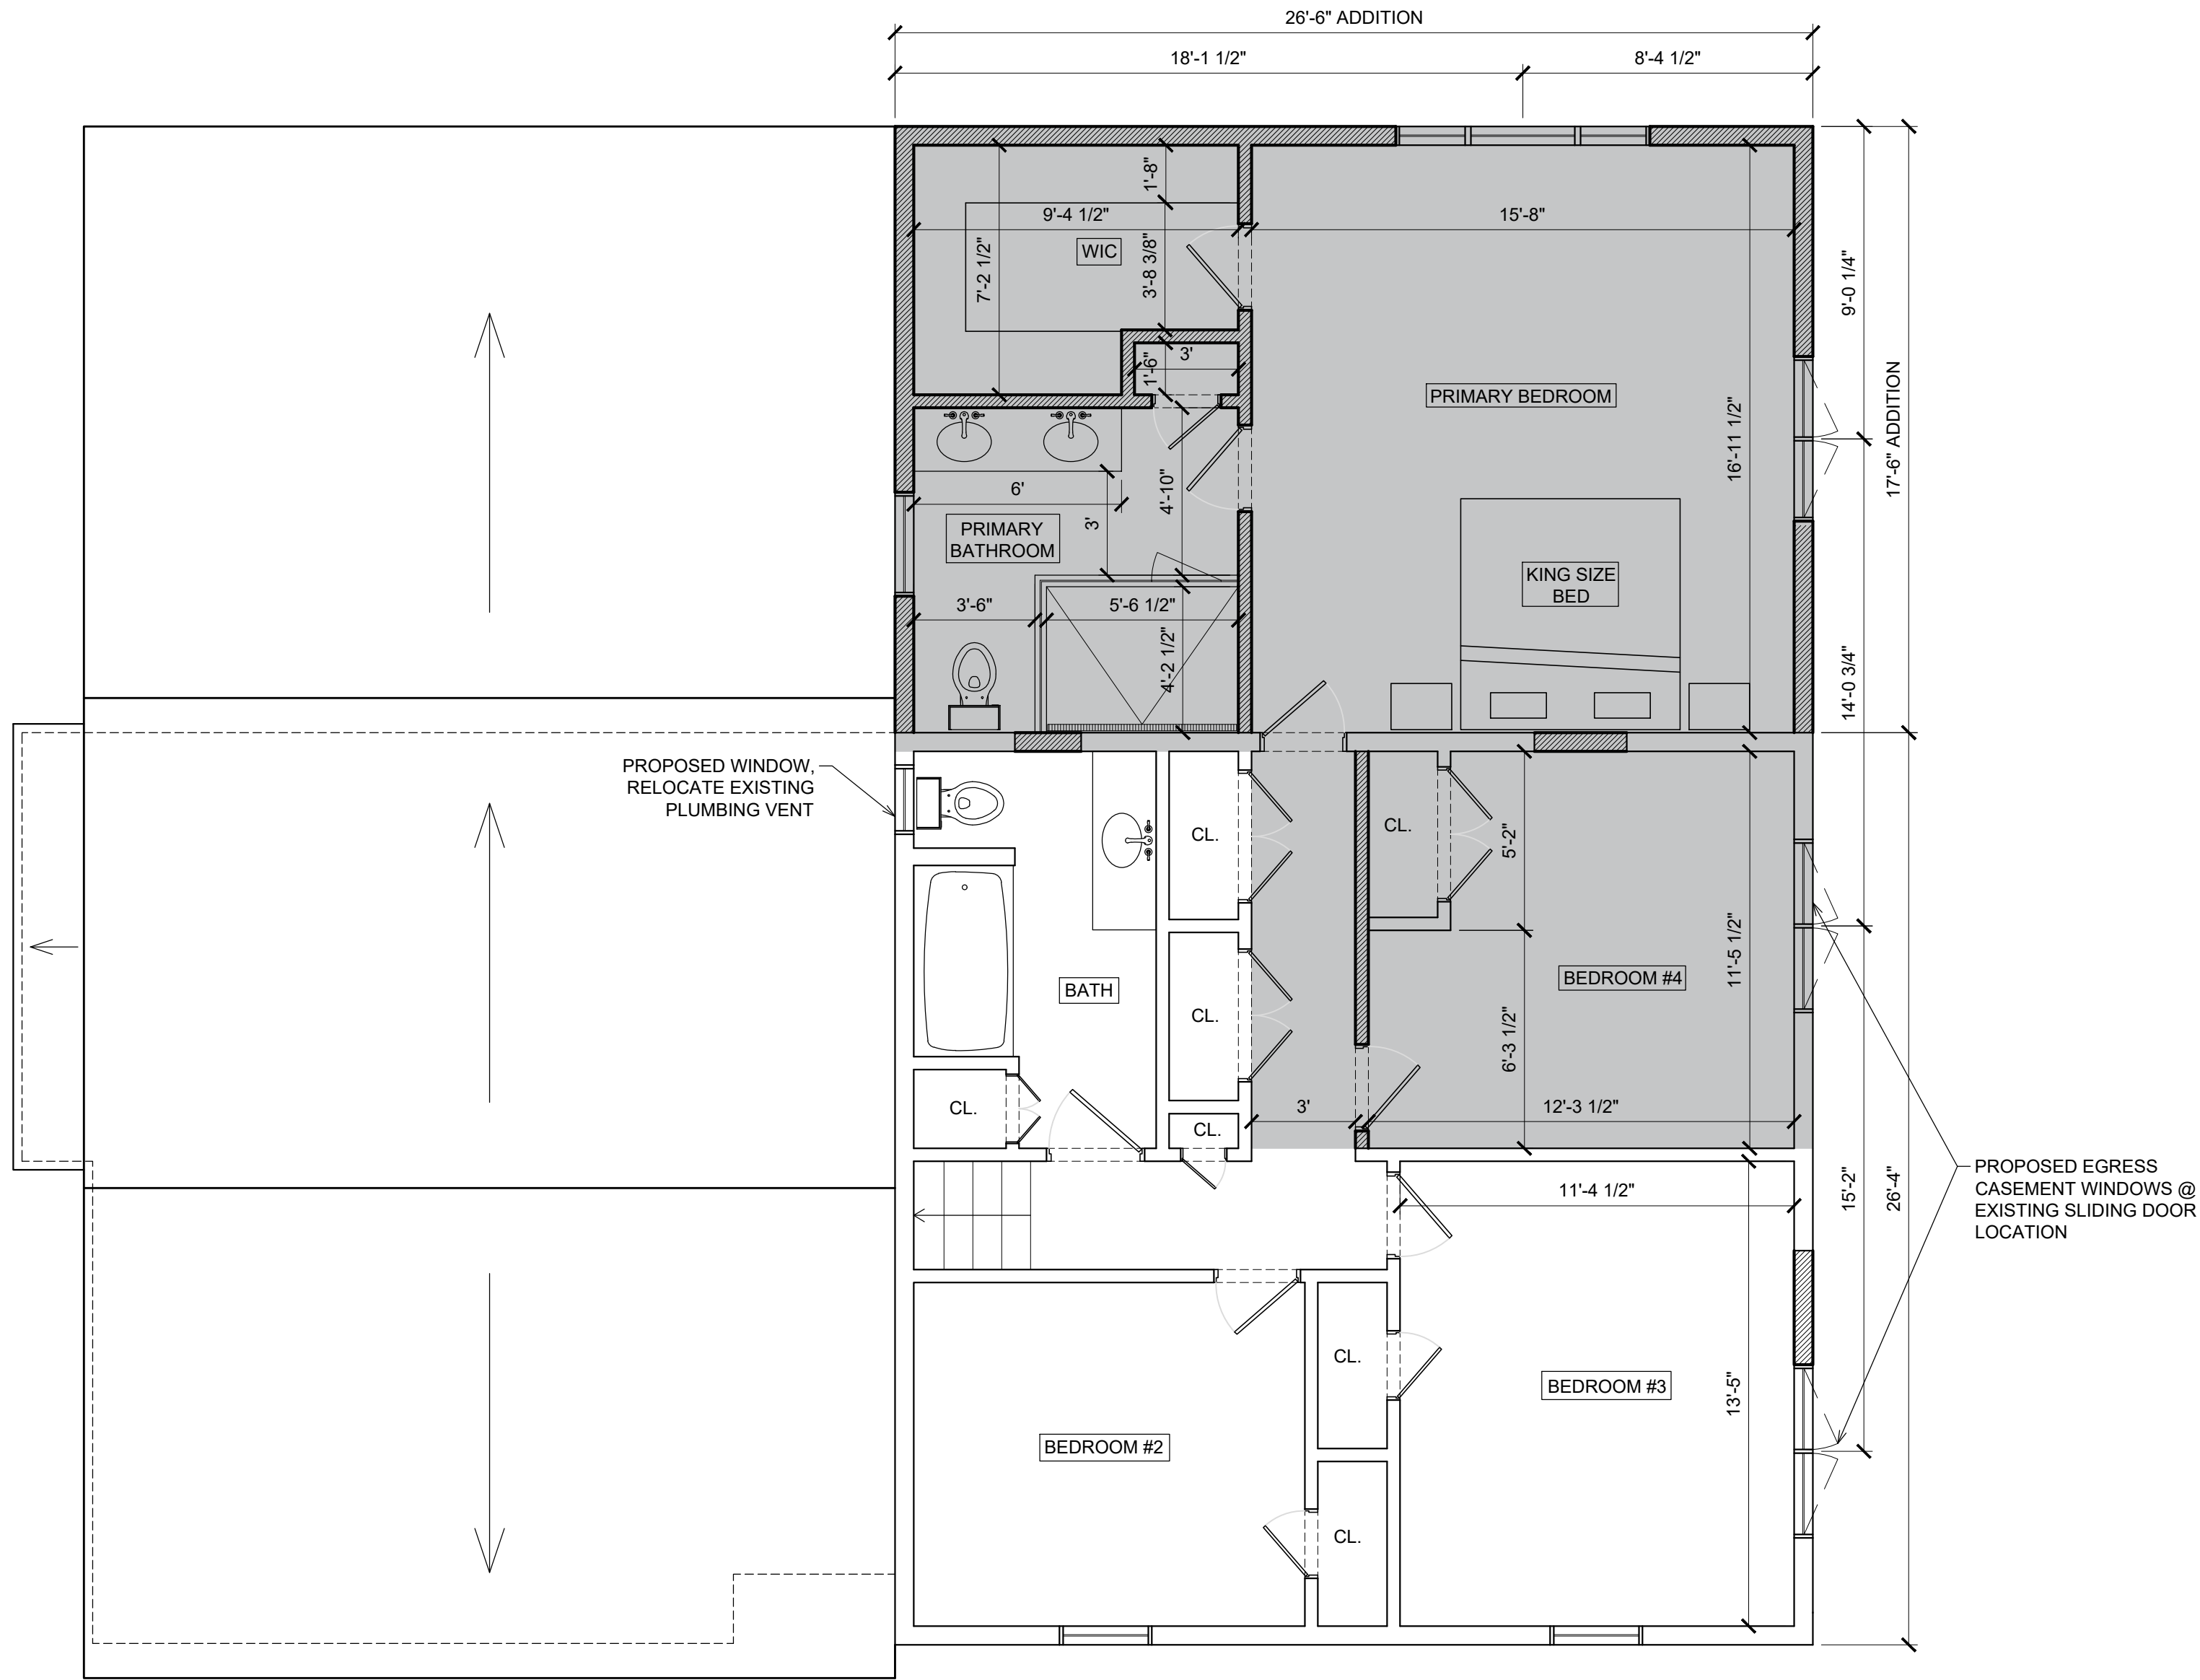 26'-6" ADDITION
18'-1 1/2"
8'-4 1/2"
1'-8"
9'-4 1/2"
15'-8"
WIC
7'-2 1/2"
3'-8 3/8"
9'-0 1/4"
1'-6"
3'
PRIMARY BEDROOM
17'-6" ADDITION
16'-11 1/2"
6'
4'-10"
3'
PRIMARY
BATHROOM
KING SIZE
BED
3'-6"
5'-6 1/2"
4'-2 1/2"
14'-0 3/4"
PROPOSED WINDOW,
RELOCATE EXISTING
PLUMBING VENT
CL.
CL.
5'-2"
11'-5 1/2"
BATH
BEDROOM #4
CL.
6'-3 1/2"
CL.
CL.
3'
12'-3 1/2"
PROPOSED EGRESS
CASEMENT WINDOWS @
EXISTING SLIDING DOOR
LOCATION
15'-2"
26'-4"
11'-4 1/2"
CL.
BEDROOM #3
13'-5"
BEDROOM #2
CL.